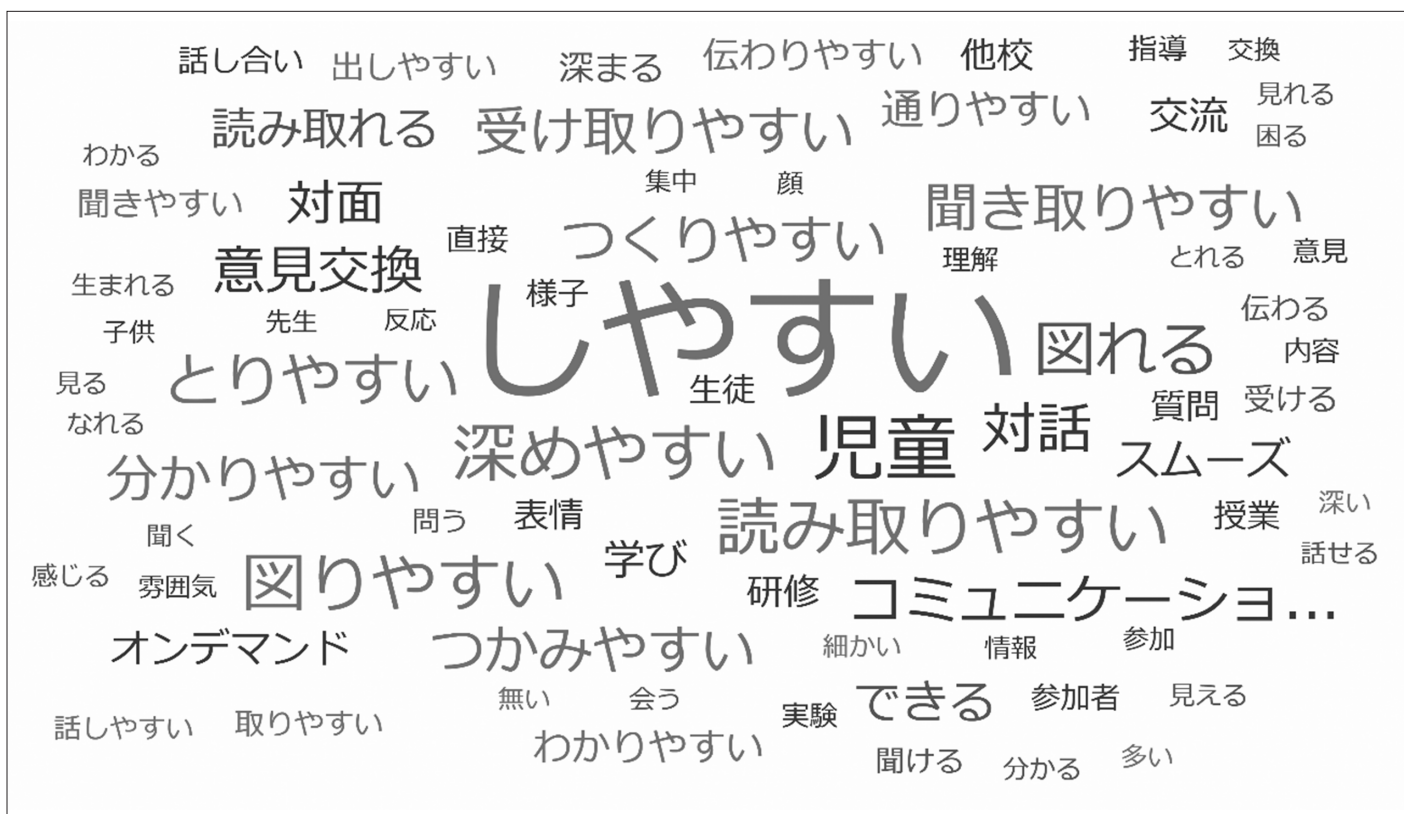 話し合い
出しやすい
深まる
伝わりやすい
他校
指導
交換
読み取れる
受け取りやすい
通りやすい
交流
見れる
困る
わかる
聞きやすい
対面
集中
顔
聞き取りやすい
意見交換
直接
つくりやすい
理解
とれる
意見
生まれる
子供
先生
反応
様子
しやすい
図れる
伝わる
内容
見る
なれる
とりやすい
生徒
児童
対話
質問
受ける
分かりやすい
深めやすい
スムーズ
聞く
問う
表情
読み取りやすい
授業
深い
話せる
感じる
雰囲気
図りやすい
学び
研修
コミュニケーショ…
オンデマンド
つかみやすい
細かい
情報
参加
無い
会う
実験
できる
参加者
見える
話しやすい
取りやすい
わかりやすい
聞ける
分かる
多い